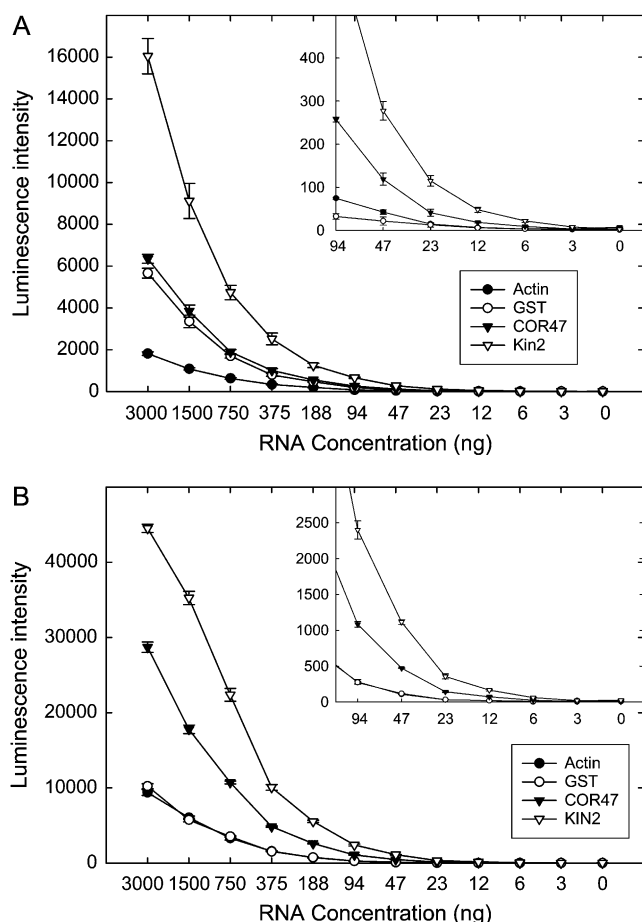 A
Luminescence intensity
16000
14000
12000
10000
8000
6000
4000
2000
0
3000 1500 750 375 188 94 47 23 12 6 3 0
RNA Concentration (ng)
400
300
200
100
0
94 47 23 12 6 3 0
Actin
GST
COR47
Kin2
B
Luminescence intensity
40000
30000
20000
10000
0
3000 1500 750 375 188 94 47 23 12 6 3 0
RNA Concentration (ng)
2500
2000
1500
1000
500
0
94 47 23 12 6 3 0
Actin
GST
COR47
KIN2